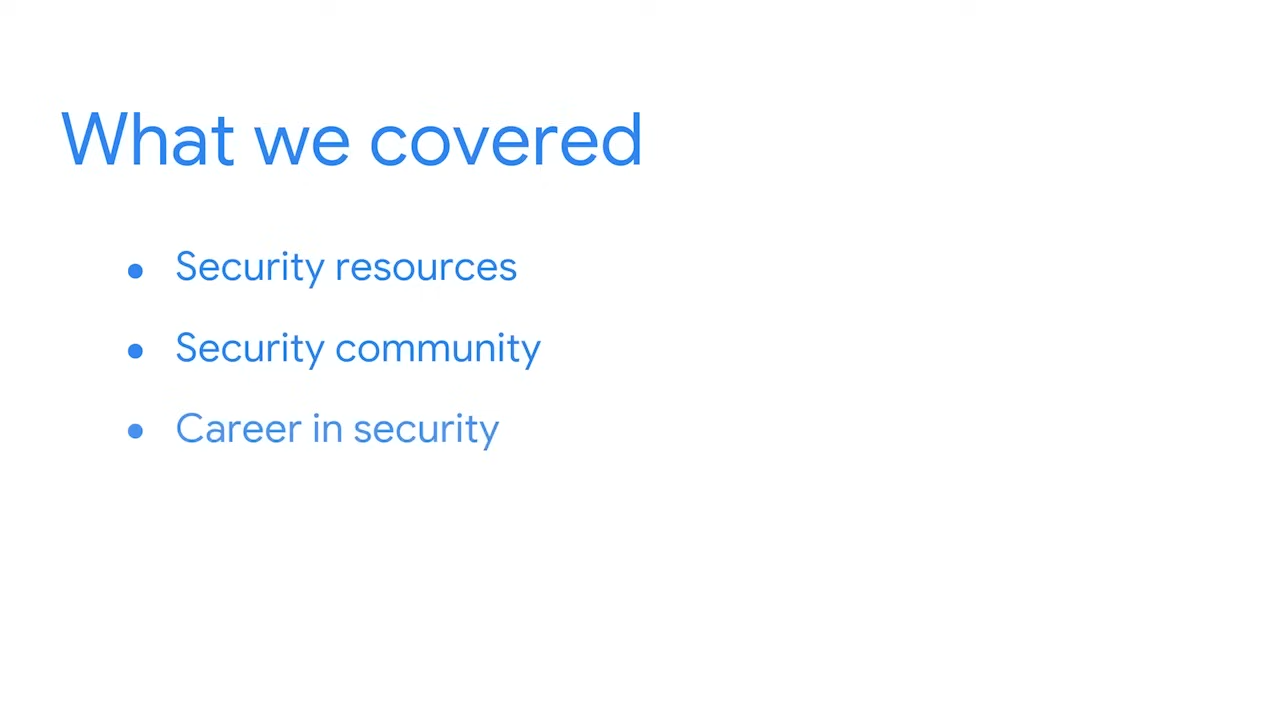 What we covered
• Security resources
• Security community
• Career in security